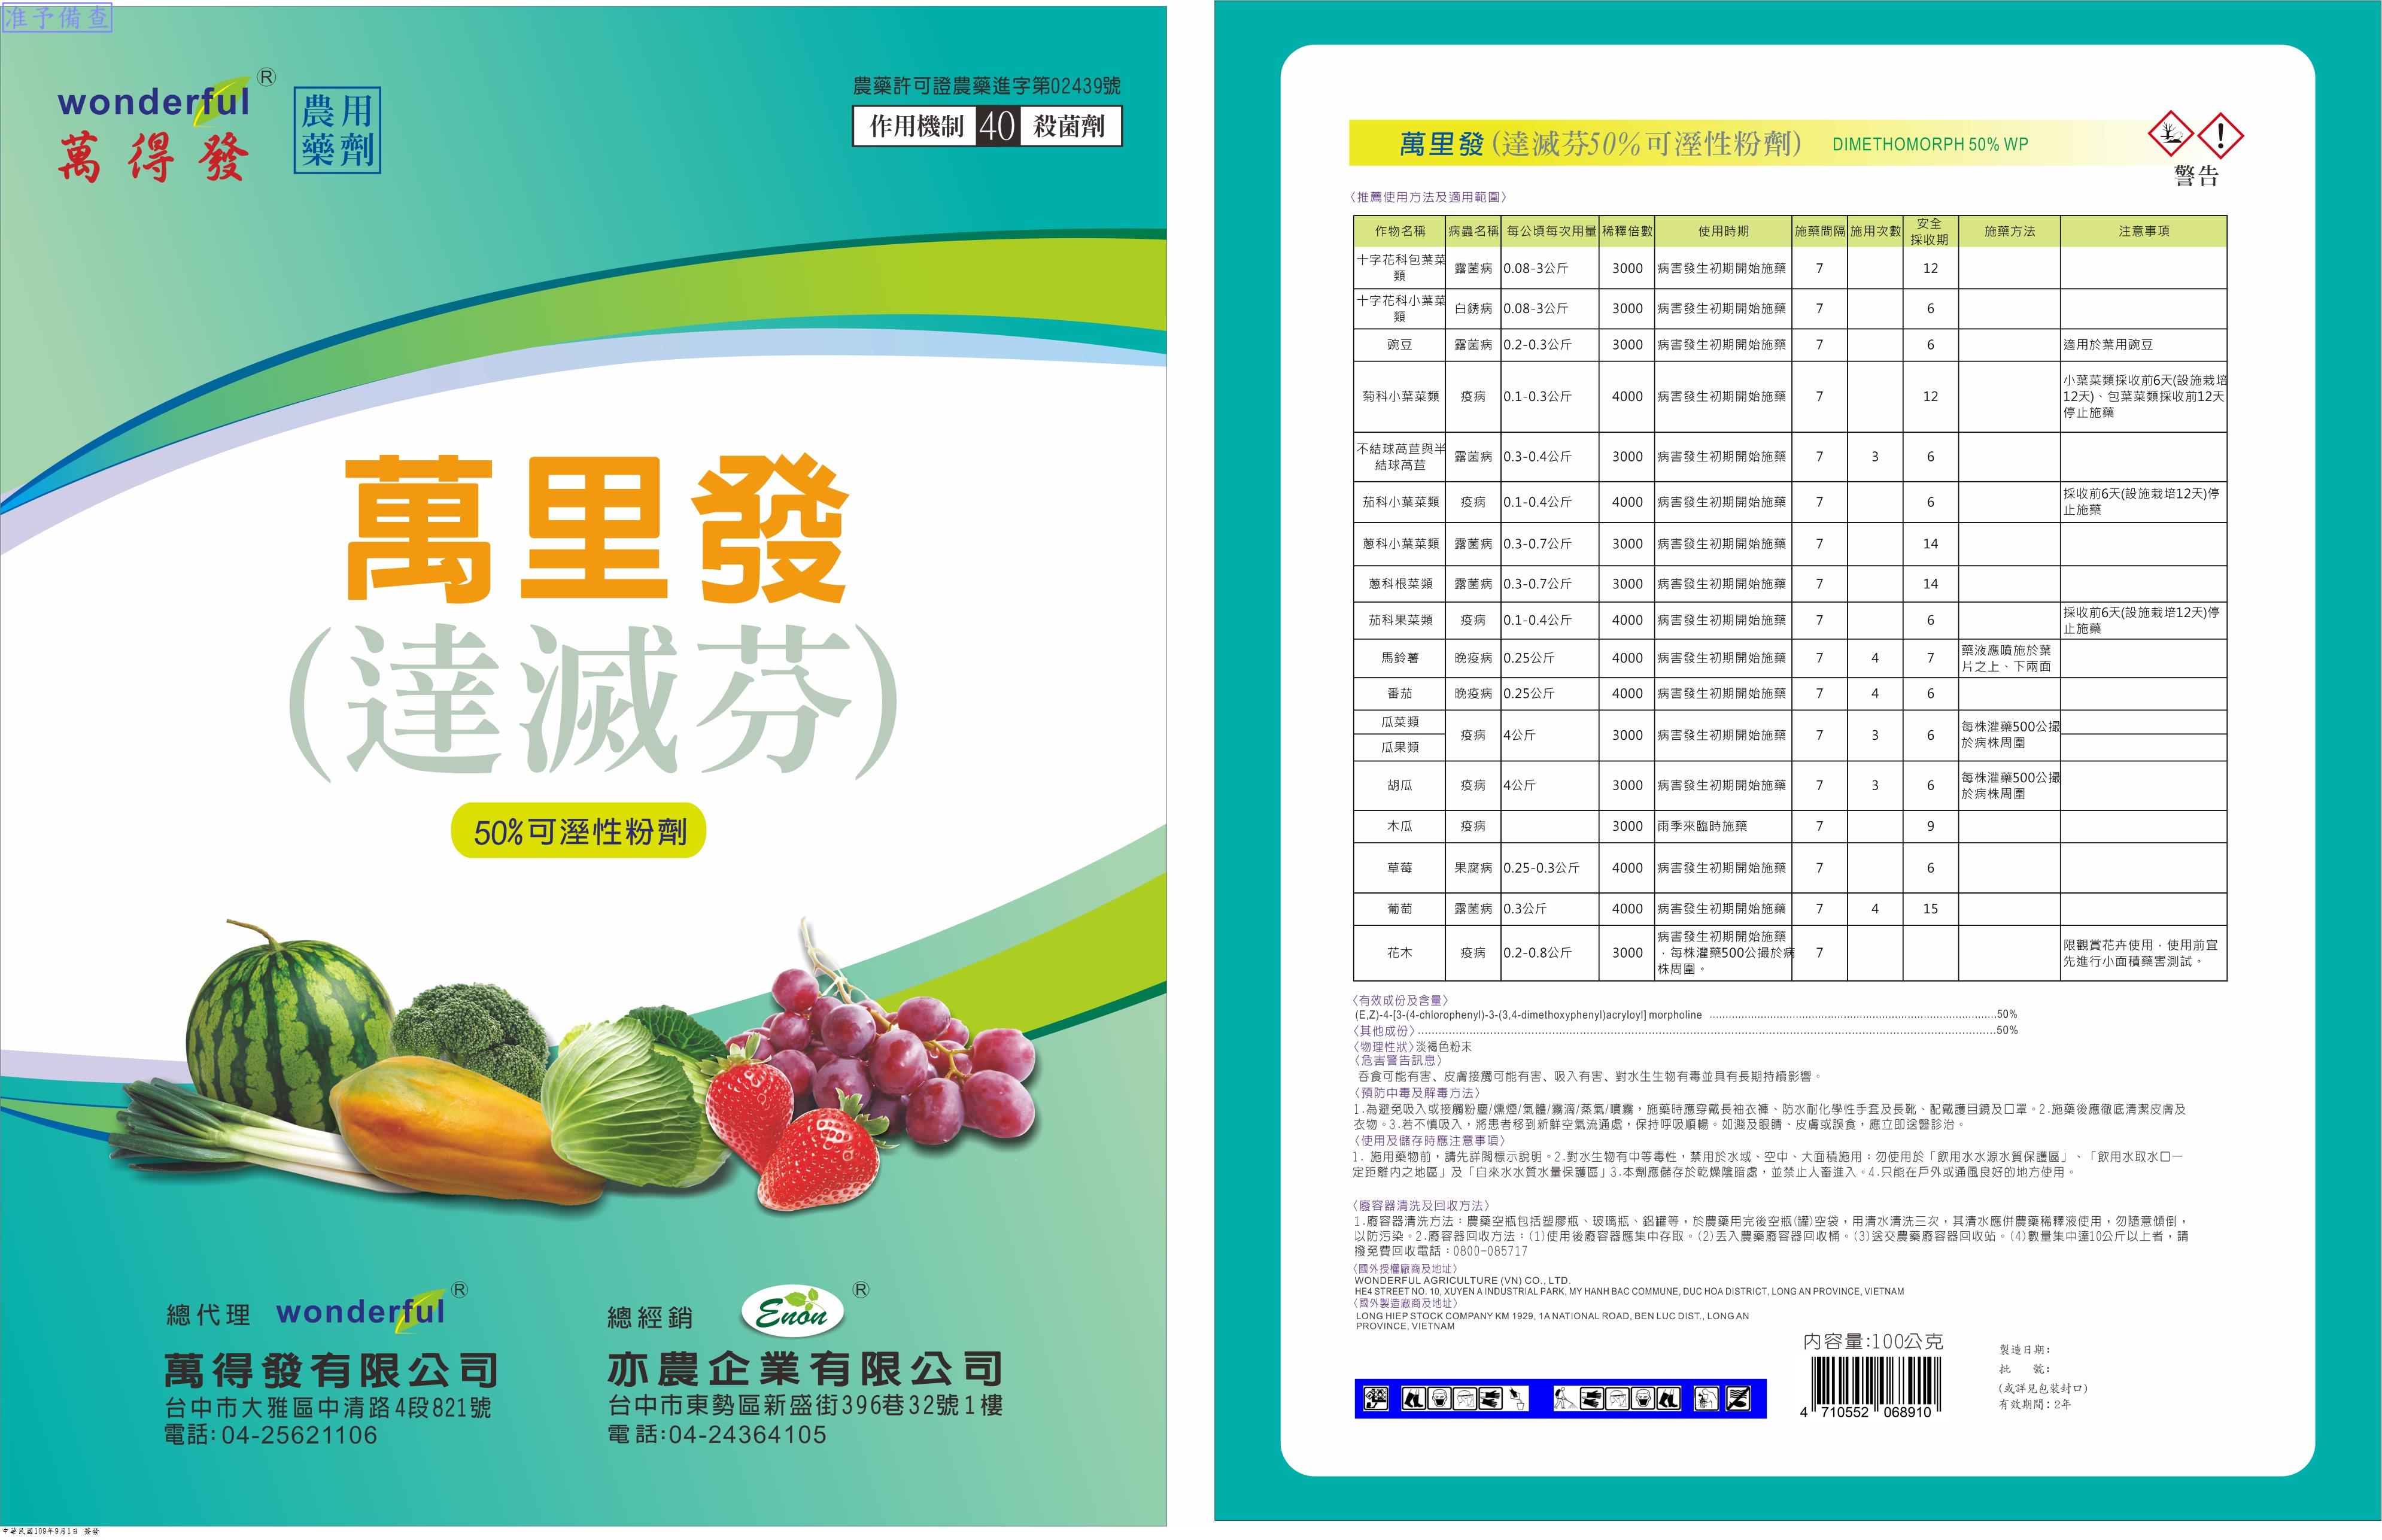 准予備查
wonderful®
萬得發
農用
藥劑
農藥許可證農藥進字第02439號
作用機制 40 殺菌劑
萬里發
(達滅芬)
50%可溼性粉劑
總代理 wonderful®
萬得發有限公司
台中市大雅區中清路4段821號
電話:04-25621106
總經銷 Enon®
亦農企業有限公司
台中市東勢區新盛街396巷32號1樓
電話:04-24364105
中華民國109年9月1日 簽發
萬里發(達滅芬50%可溼性粉劑) DIMETHOMORPH 50% WP
警告
〈推薦使用方法及適用範圍〉
作物名稱 病蟲名稱 每公頃每次用量 稀釋倍數 使用時期 施藥間隔 施用次數 安全採收期 施藥方法 注意事項
十字花科包葉菜類 露菌病 0.08-3公斤 3000 病害發生初期開始施藥 7 12
十字花科小葉菜類 白銹病 0.08-3公斤 3000 病害發生初期開始施藥 7 6
豌豆 露菌病 0.2-0.3公斤 3000 病害發生初期開始施藥 7 6 適用於葉用豌豆
菊科小葉菜類 疫病 0.1-0.3公斤 4000 病害發生初期開始施藥 7 12 小葉菜類採收前6天(設施栽培12天)、包葉菜類採收前12天停止施藥
不結球萵苣與半結球萵苣 露菌病 0.3-0.4公斤 3000 病害發生初期開始施藥 7 3 6
茄科小葉菜類 疫病 0.1-0.4公斤 4000 病害發生初期開始施藥 7 6 採收前6天(設施栽培12天)停止施藥
蔥科小葉菜類 露菌病 0.3-0.7公斤 3000 病害發生初期開始施藥 7 14
蔥科根菜類 露菌病 0.3-0.7公斤 3000 病害發生初期開始施藥 7 14
茄科果菜類 疫病 0.1-0.4公斤 4000 病害發生初期開始施藥 7 6 採收前6天(設施栽培12天)停止施藥
馬鈴薯 晚疫病 0.25公斤 4000 病害發生初期開始施藥 7 4 7 藥液應噴施於葉片之上、下兩面
番茄 晚疫病 0.25公斤 4000 病害發生初期開始施藥 7 4 6
瓜菜類
瓜果類 疫病 4公斤 3000 病害發生初期開始施藥 7 3 6 每株灌藥500公撮於病株周圍
胡瓜 疫病 4公斤 3000 病害發生初期開始施藥 7 3 6 每株灌藥500公撮於病株周圍
木瓜 疫病 3000 雨季來臨時施藥 7 9
草莓 果腐病 0.25-0.3公斤 4000 病害發生初期開始施藥 7 6
葡萄 露菌病 0.3公斤 4000 病害發生初期開始施藥 7 4 15
花木 疫病 0.2-0.8公斤 3000 病害發生初期開始施藥，每株灌藥500公撮於病株周圍。 7 限觀賞花卉使用，使用前宜先進行小面積藥害測試。
〈有效成份及含量〉
(E,Z)-4-[3-(4-chlorophenyl)-3-(3,4-dimethoxyphenyl)acryloyl] morpholine ....................50%
〈其他成份〉....................50%
〈物理性狀〉淡褐色粉末
〈危害警告訊息〉
吞食可能有害、皮膚接觸可能有害、吸入有害、對水生生物有毒並具有長期持續影響。
〈預防中毒及解毒方法〉
1.為避免吸入或接觸粉塵/燻煙/氣體/霧滴/蒸氣/噴霧，施藥時應穿戴長袖衣褲、防水耐化學性手套及長靴、配戴護目鏡及口罩。2.施藥後應徹底清潔皮膚及
衣物。3.若不慎吸入，將患者移到新鮮空氣流通處，保持呼吸順暢。如濺及眼睛、皮膚或誤食，應立即送醫診治。
〈使用及儲存時應注意事項〉
1. 施用藥物前，請先詳閱標示說明。2.對水生物有中等毒性，禁用於水域、空中、大面積施用；勿使用於「飲用水水源水質保護區」、「飲用水取水口一
定距離內之地區」及「自來水水質水量保護區」3.本劑應儲存於乾燥陰暗處，並禁止人畜進入。4.只能在戶外或通風良好的地方使用。
〈廢容器清洗及回收方法〉
1.廢容器清洗方法：農藥空瓶包括塑膠瓶、玻璃瓶、鋁罐等，於農藥用完後空瓶(罐)空袋，用清水清洗三次，其清水應併農藥稀釋液使用，勿隨意傾倒，
以防污染。2.廢容器回收方法：(1)使用後廢容器應集中存取。(2)丟入農藥廢容器回收桶。(3)送交農藥廢容器回收站。(4)數量集中達10公斤以上者，請
撥免費回收電話：0800-085717
〈國外授權廠商及地址〉
WONDERFUL AGRICULTURE (VN) CO., LTD.
HE4 STREET NO. 10, XUYEN A INDUSTRIAL PARK, MY HANH BAC COMMUNE, DUC HOA DISTRICT, LONG AN PROVINCE, VIETNAM
〈國外製造廠商及地址〉
LONG HIEP STOCK COMPANY KM 1929, 1A NATIONAL ROAD, BEN LUC DIST., LONG AN
PROVINCE, VIETNAM
內容量:100公克
4 710552 068910
製造日期:
批 號:
(或詳見包裝封口)
有效期間:2年